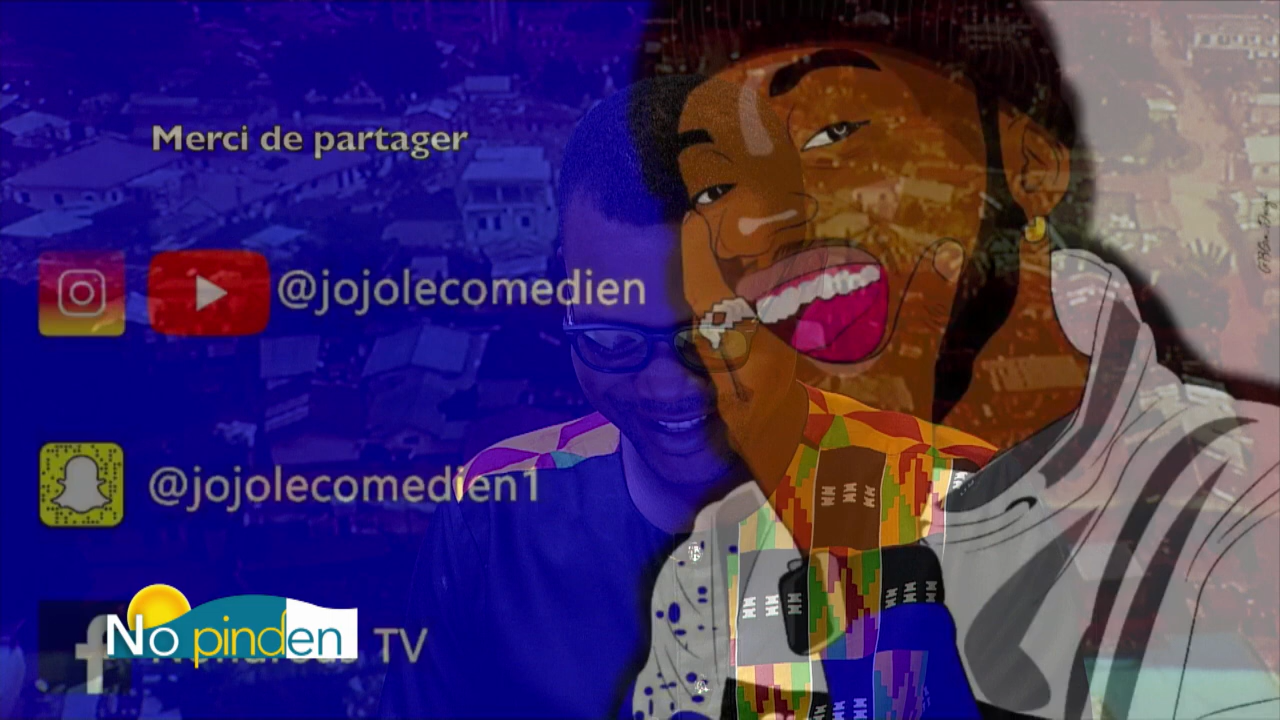 Merci de partager
@jojolecomedien
@jojolecomedien1
No pinden
TV